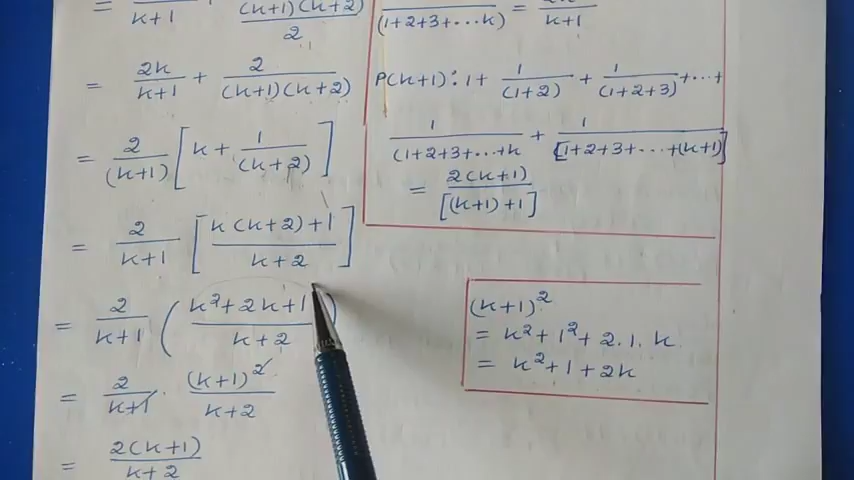 = /k+1 (k+1)(k+2)/2
= 2k/k+1 + 2/(k+1)(k+2)
= 2/(k+1) [k + 1/(k+2)]
= 2/k+1 [k(k+2)+1/k+2]
= 2/k+1 (k²+2k+1/k+2)
= 2/k+1 · (k+1)²/k+2
= 2(k+1)/k+2
/(1+2+3+...k) = /k+1
P(k+1): 1+ 1/(1+2) + 1/(1+2+3) +...+
1/(1+2+3+...+k + 1/[1+2+3+...+(k+1)]
= 2(k+1)/[(k+1)+1]
(k+1)²
= k²+1²+2.1.k
= k²+1+2k